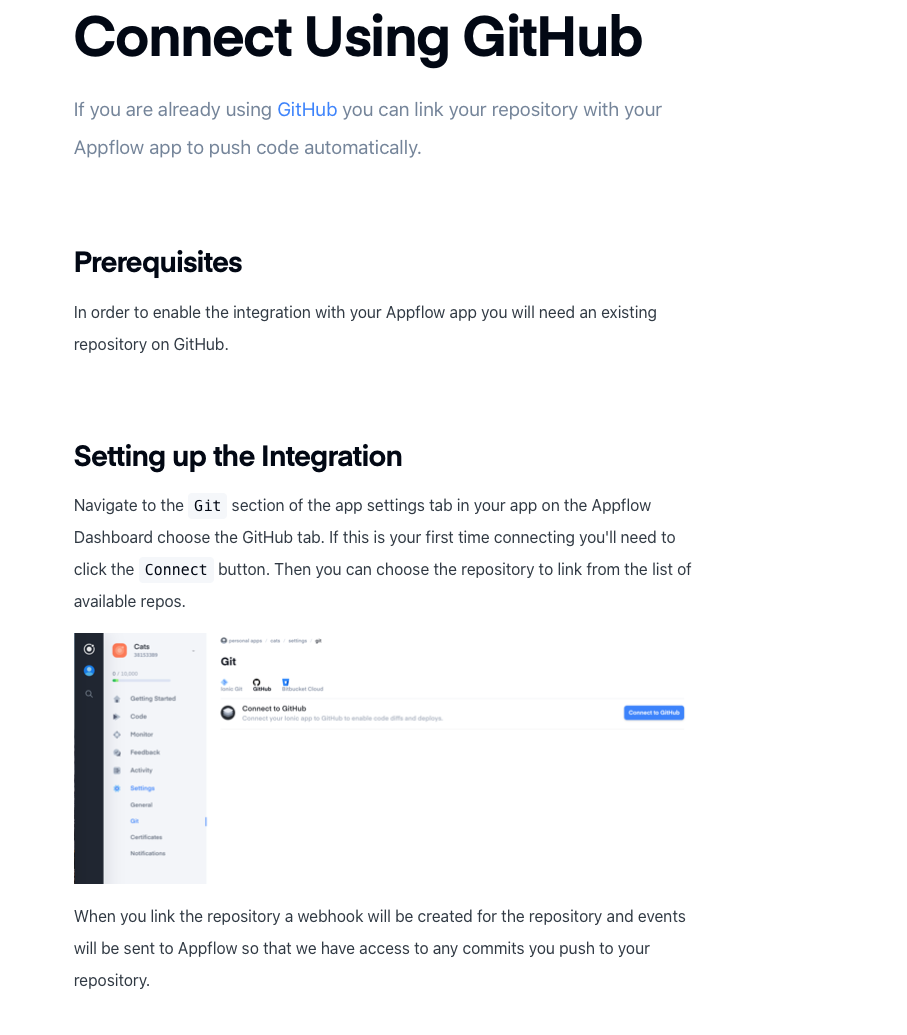 Connect Using GitHub
If you are already using GitHub you can link your repository with your
Appflow app to push code automatically.
Prerequisites
In order to enable the integration with your Appflow app you will need an existing
repository on GitHub.
Setting up the Integration
Navigate to the Git section of the app settings tab in your app on the Appflow
Dashboard choose the GitHub tab. If this is your first time connecting you'll need to
click the Connect button. Then you can choose the repository to link from the list of
available repos.
Cats
/ 10,000
Getting Started
Code
Monitor
Feedback
Activity
Settings
General
Git
Certificates
Notifications
personal apps / cats / settings / git
Git
Ionic Git GitHub Bitbucket Cloud
Connect to GitHub
Connect your Ionic app to GitHub to enable code diffs and deploys.
Connect to GitHub
When you link the repository a webhook will be created for the repository and events
will be sent to Appflow so that we have access to any commits you push to your
repository.